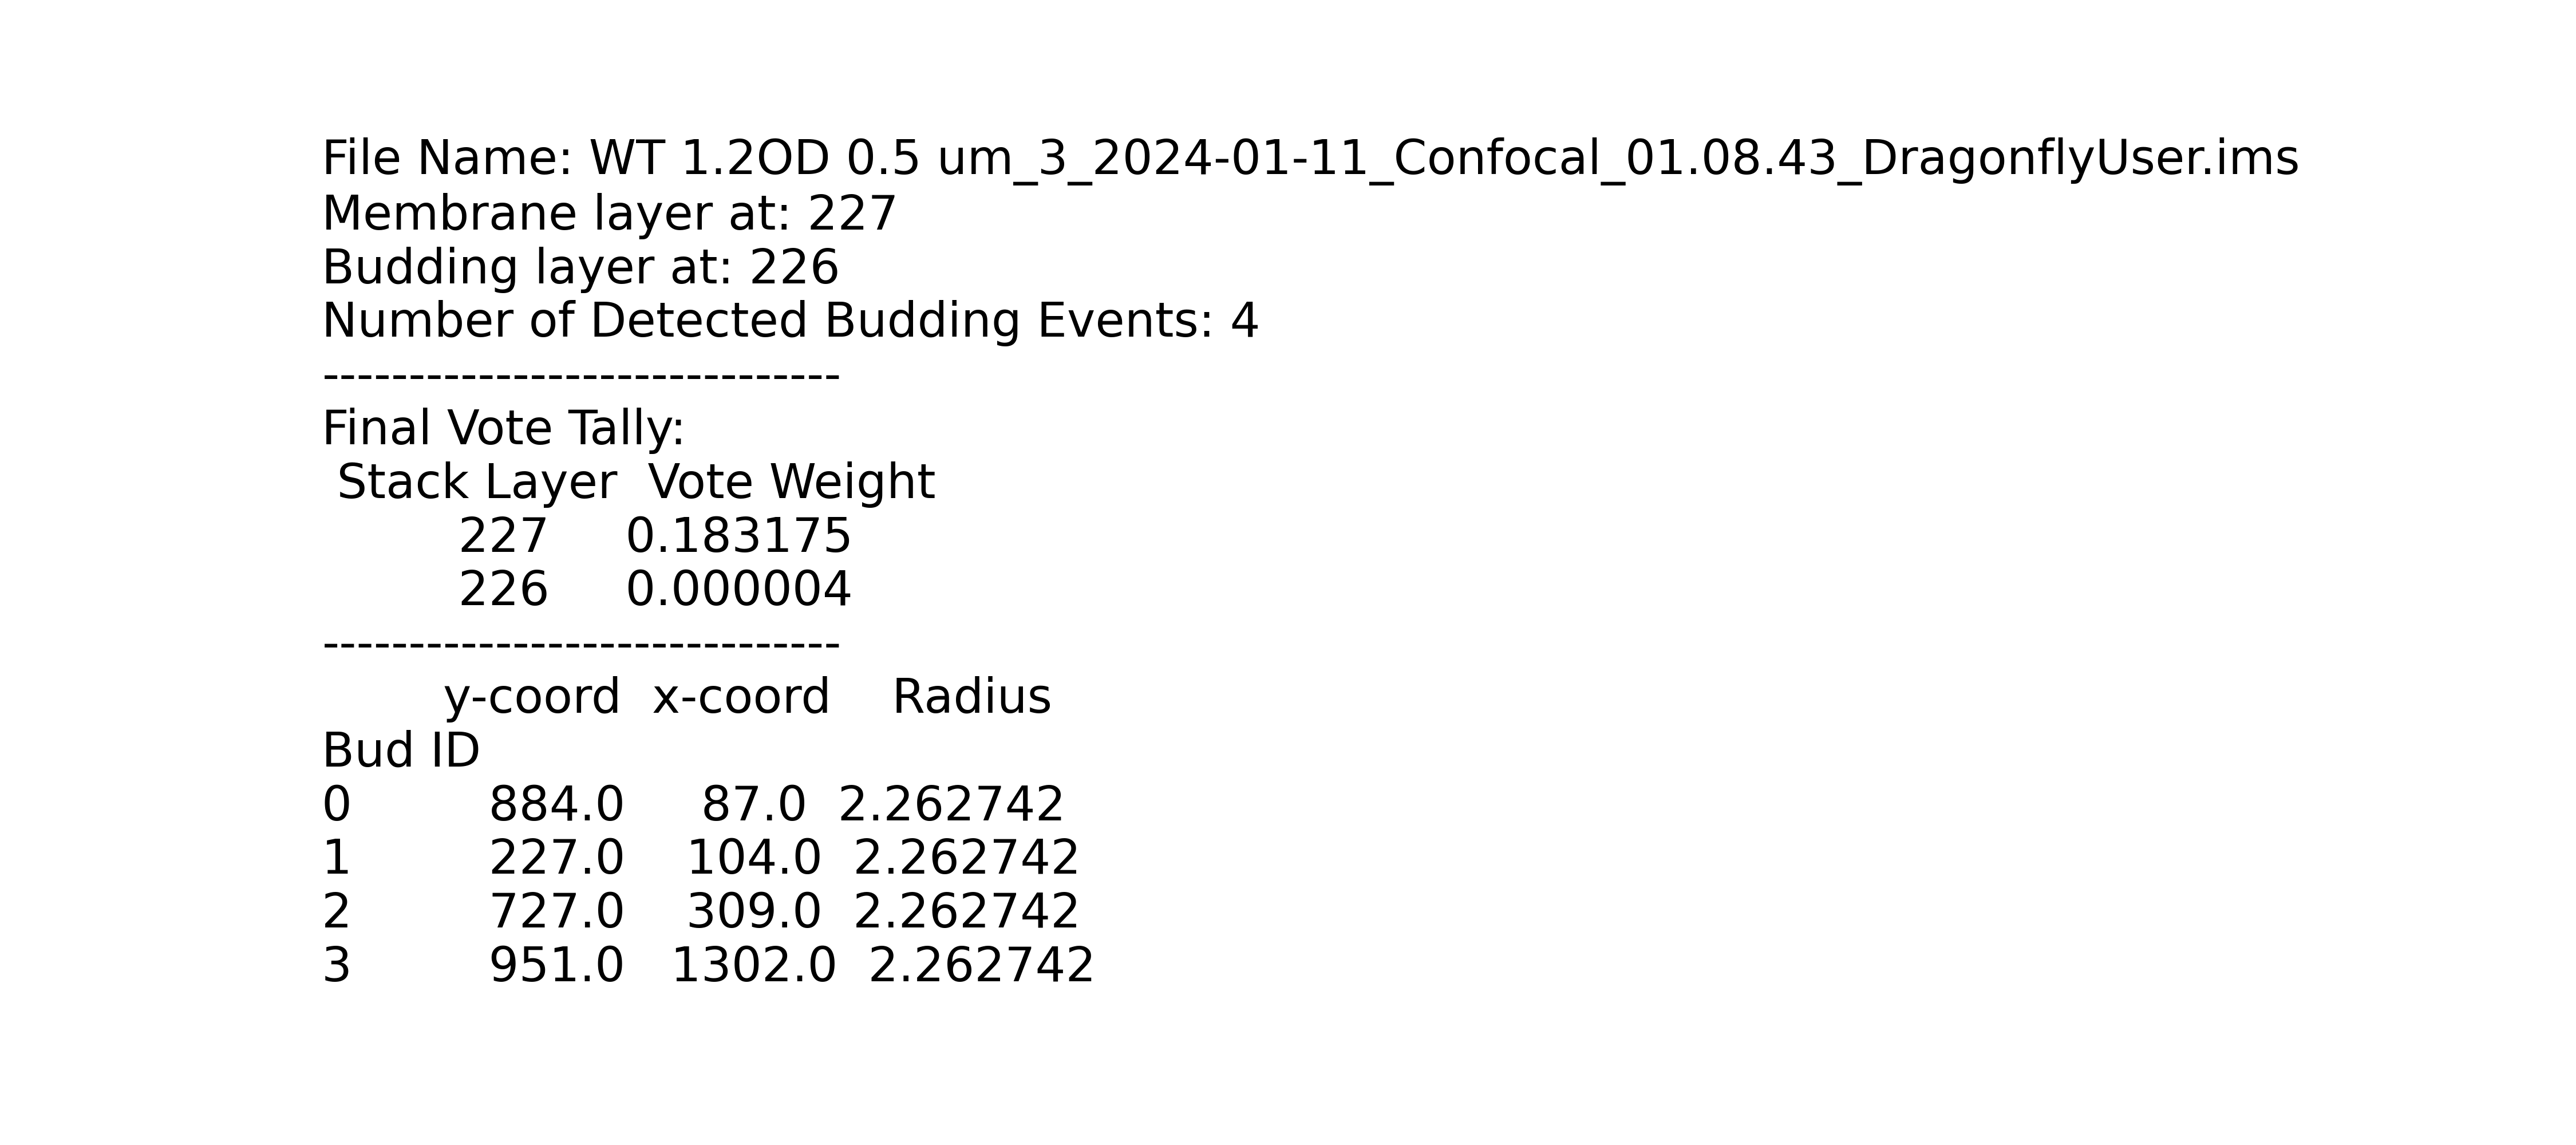 File Name: WT 1.2OD 0.5 um_3_2024-01-11_Confocal_01.08.43_DragonflyUser.ims
Membrane layer at: 227
Budding layer at: 226
Number of Detected Budding Events: 4
------------------------------
Final Vote Tally:
Stack Layer  Vote Weight
227     0.183175
226     0.000004
------------------------------
y-coord  x-coord    Radius
Bud ID
0         884.0     87.0  2.262742
1         227.0    104.0  2.262742
2         727.0    309.0  2.262742
3         951.0   1302.0  2.262742